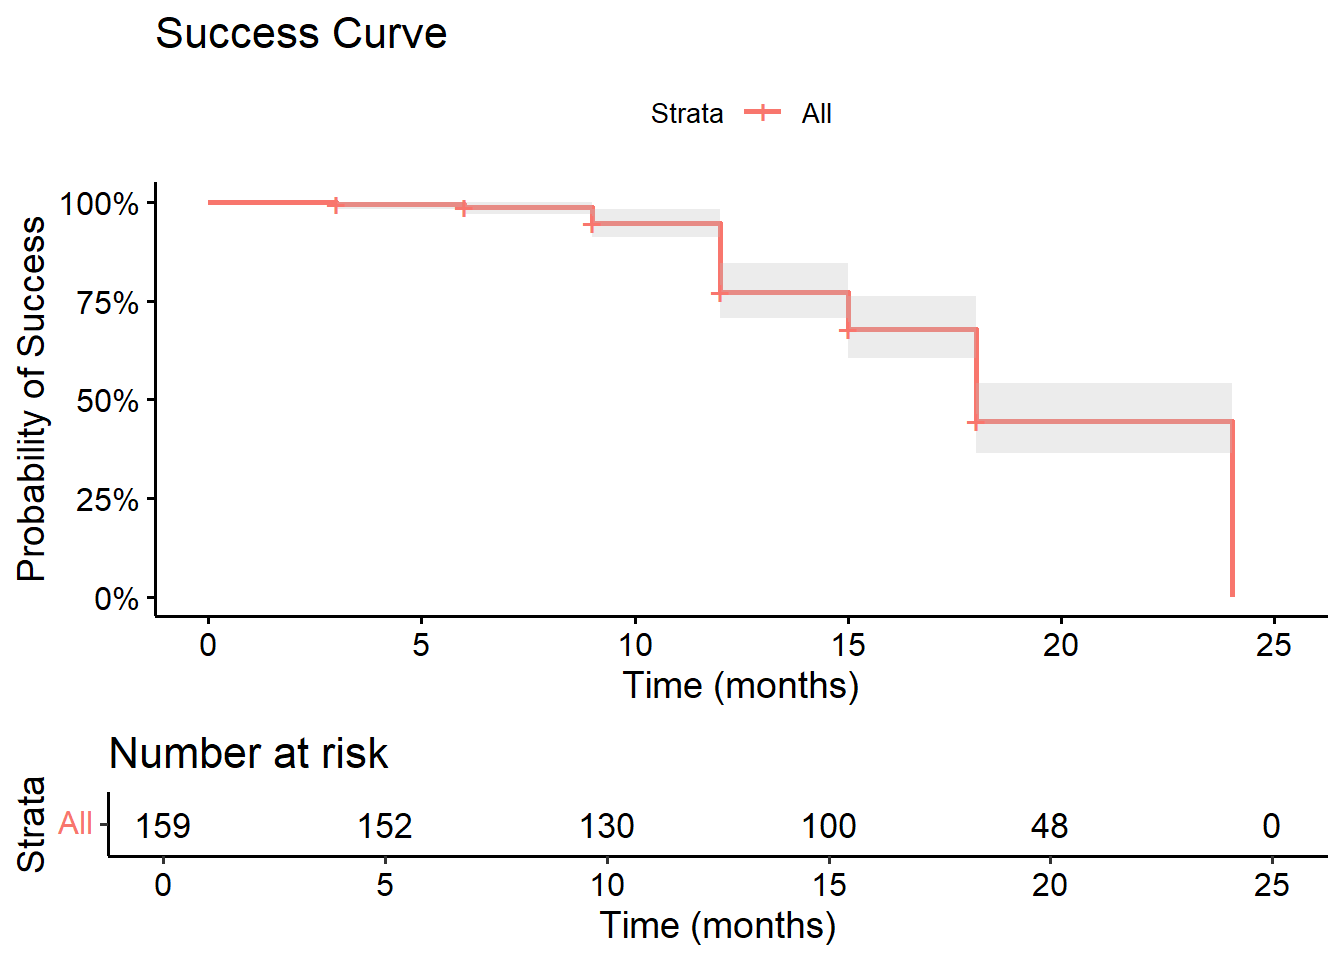 Success Curve
Strata All
Probability of Success
100%
75%
50%
25%
0%
0 5 10 15 20 25
Time (months)
Number at risk
Strata
All 159 152 130 100 48 0
0 5 10 15 20 25
Time (months)